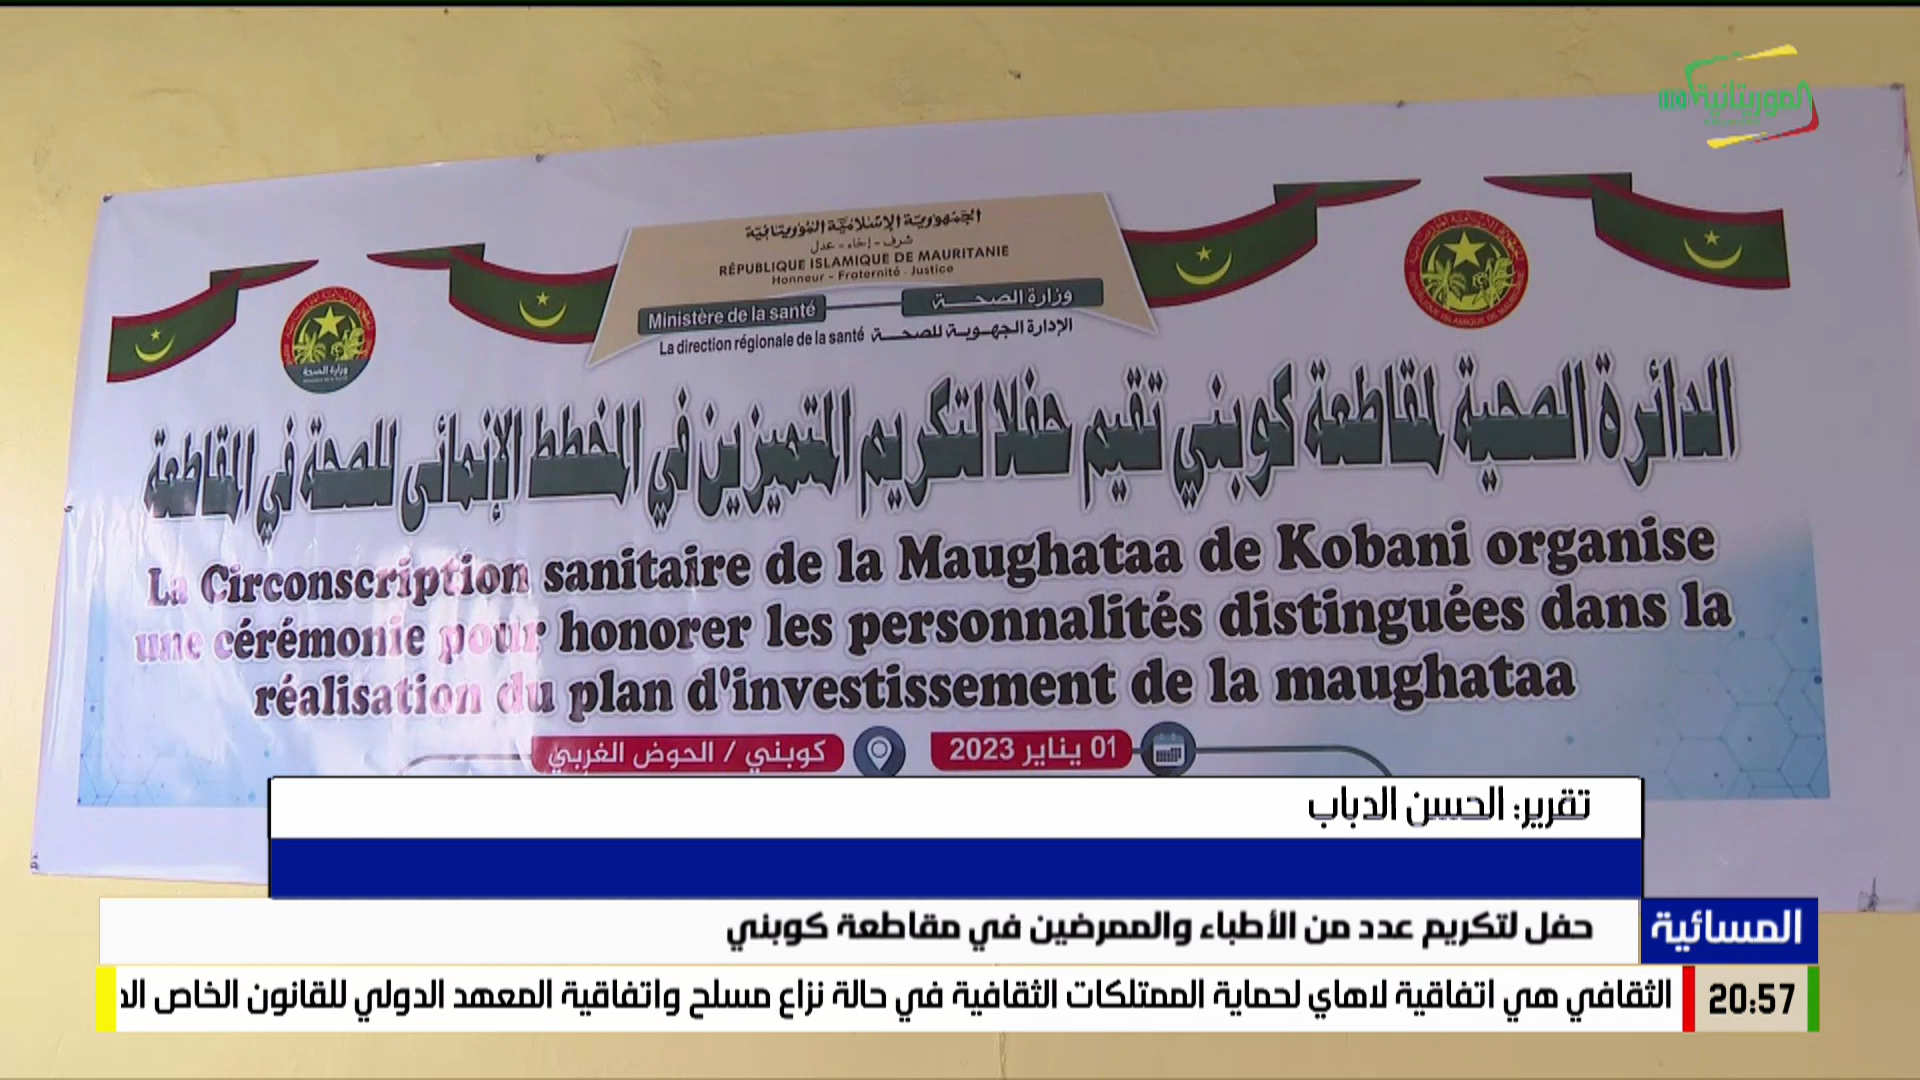 الموريتانية
الجمهورية الإسلامية الموريتانية
شرف - إخاء - عدل
RÉPUBLIQUE ISLAMIQUE DE MAURITANIE
Honneur - Fraternité - Justice
وزارة الصحة
Ministère de la santé
الإدارة الجهوية للصحة
La direction régionale de la santé
وزارة الصحة
الدائرة الصحية لمقاطعة كوبني تقيم حفلا لتكريم المتميزين في المخطط الإنمائى للصحة في المقاطعة
La Circonscription sanitaire de la Maughataa de Kobani organise
une cérémonie pour honorer les personnalités distinguées dans la
réalisation du plan d'investissement de la maughataa
01 يناير 2023
كوبني / الحوض الغربي
تقرير: الحسن الدباب
المسائية
حفل لتكريم عدد من الأطباء والممرضين في مقاطعة كوبني
20:57
الثقافي هي اتفاقية لاهاي لحماية الممتلكات الثقافية في حالة نزاع مسلح واتفاقية المعهد الدولي للقانون الخاص